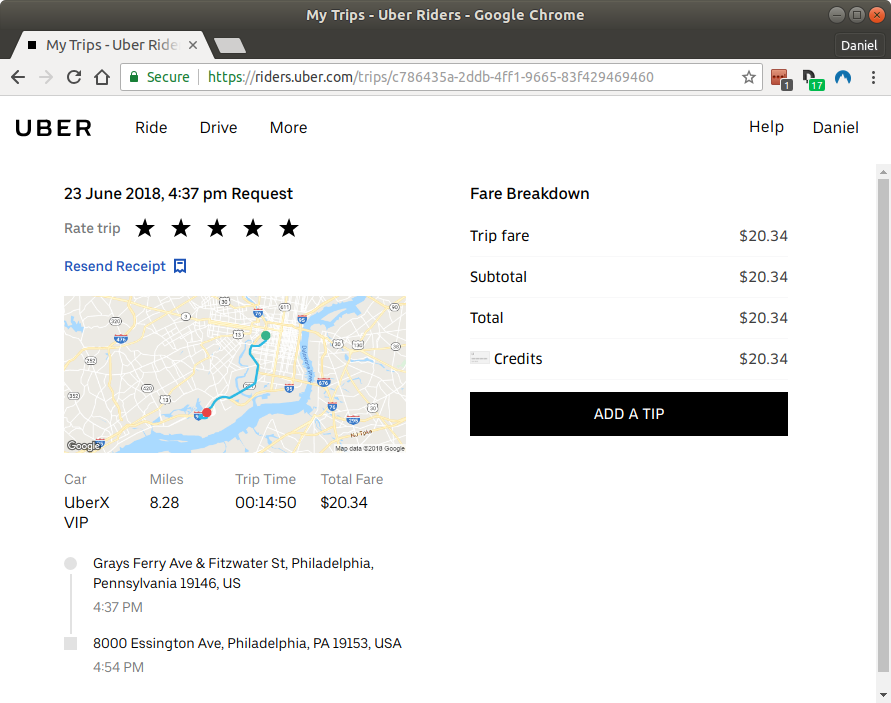 My Trips - Uber Riders - Google Chrome
My Trips - Uber Ride
Daniel
Secure
https://riders.uber.com/trips/c786435a-2ddb-4ff1-9665-83f429469460
1
17
UBER
Ride
Drive
More
Help
Daniel
23 June 2018, 4:37 pm Request
Rate trip
Resend Receipt
Google
Map data ©2018 Google
Car
Miles
Trip Time
Total Fare
UberX
VIP
8.28
00:14:50
$20.34
Grays Ferry Ave & Fitzwater St, Philadelphia,
Pennsylvania 19146, US
4:37 PM
8000 Essington Ave, Philadelphia, PA 19153, USA
4:54 PM
Fare Breakdown
Trip fare
$20.34
Subtotal
$20.34
Total
$20.34
Credits
$20.34
ADD A TIP